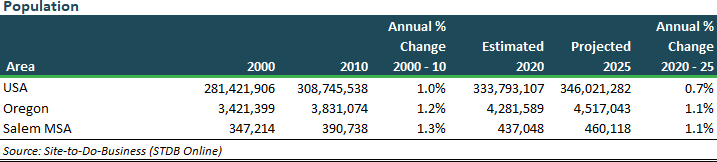 Population
Annual % Annual %
Change Estimated Projected Change
Area 2000 2010 2000 - 10 2020 2025 2020 - 25
USA 281,421,906 308,745,538 1.0% 333,793,107 346,021,282 0.7%
Oregon 3,421,399 3,831,074 1.2% 4,281,589 4,517,043 1.1%
Salem MSA 347,214 390,738 1.3% 437,048 460,118 1.1%
Source: Site-to-Do-Business (STDB Online)